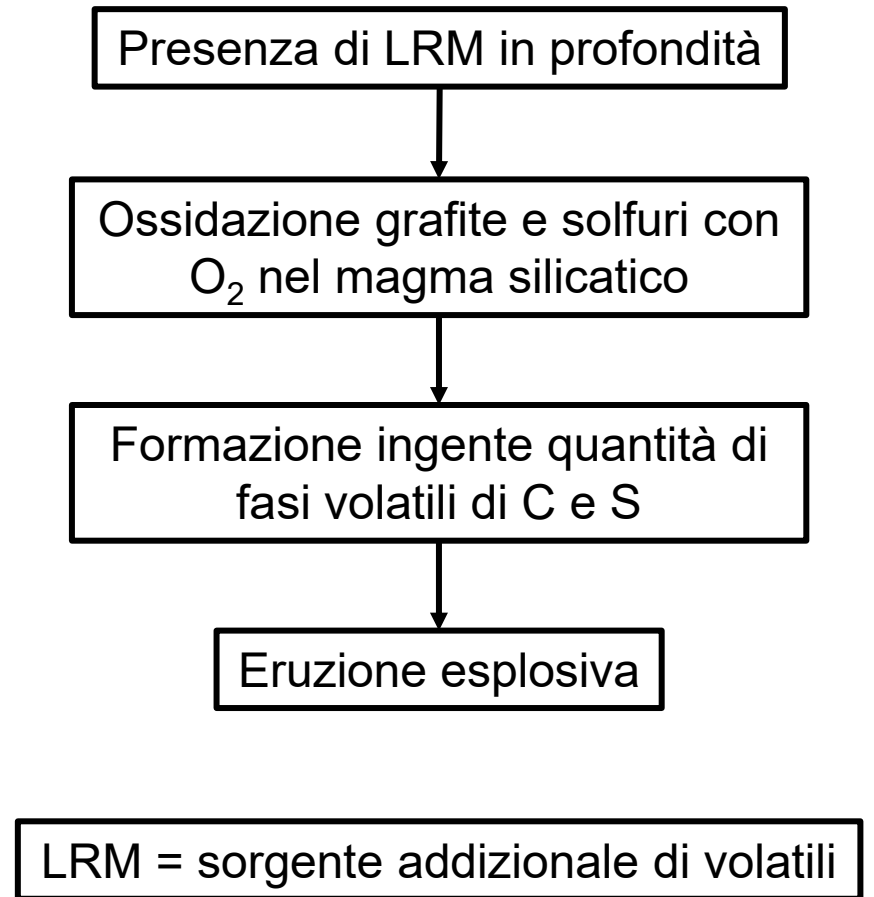 Presenza di LRM in profondità
Ossidazione grafite e solfuri con
O₂ nel magma silicatico
Formazione ingente quantità di
fasi volatili di C e S
Eruzione esplosiva
LRM = sorgente addizionale di volatili